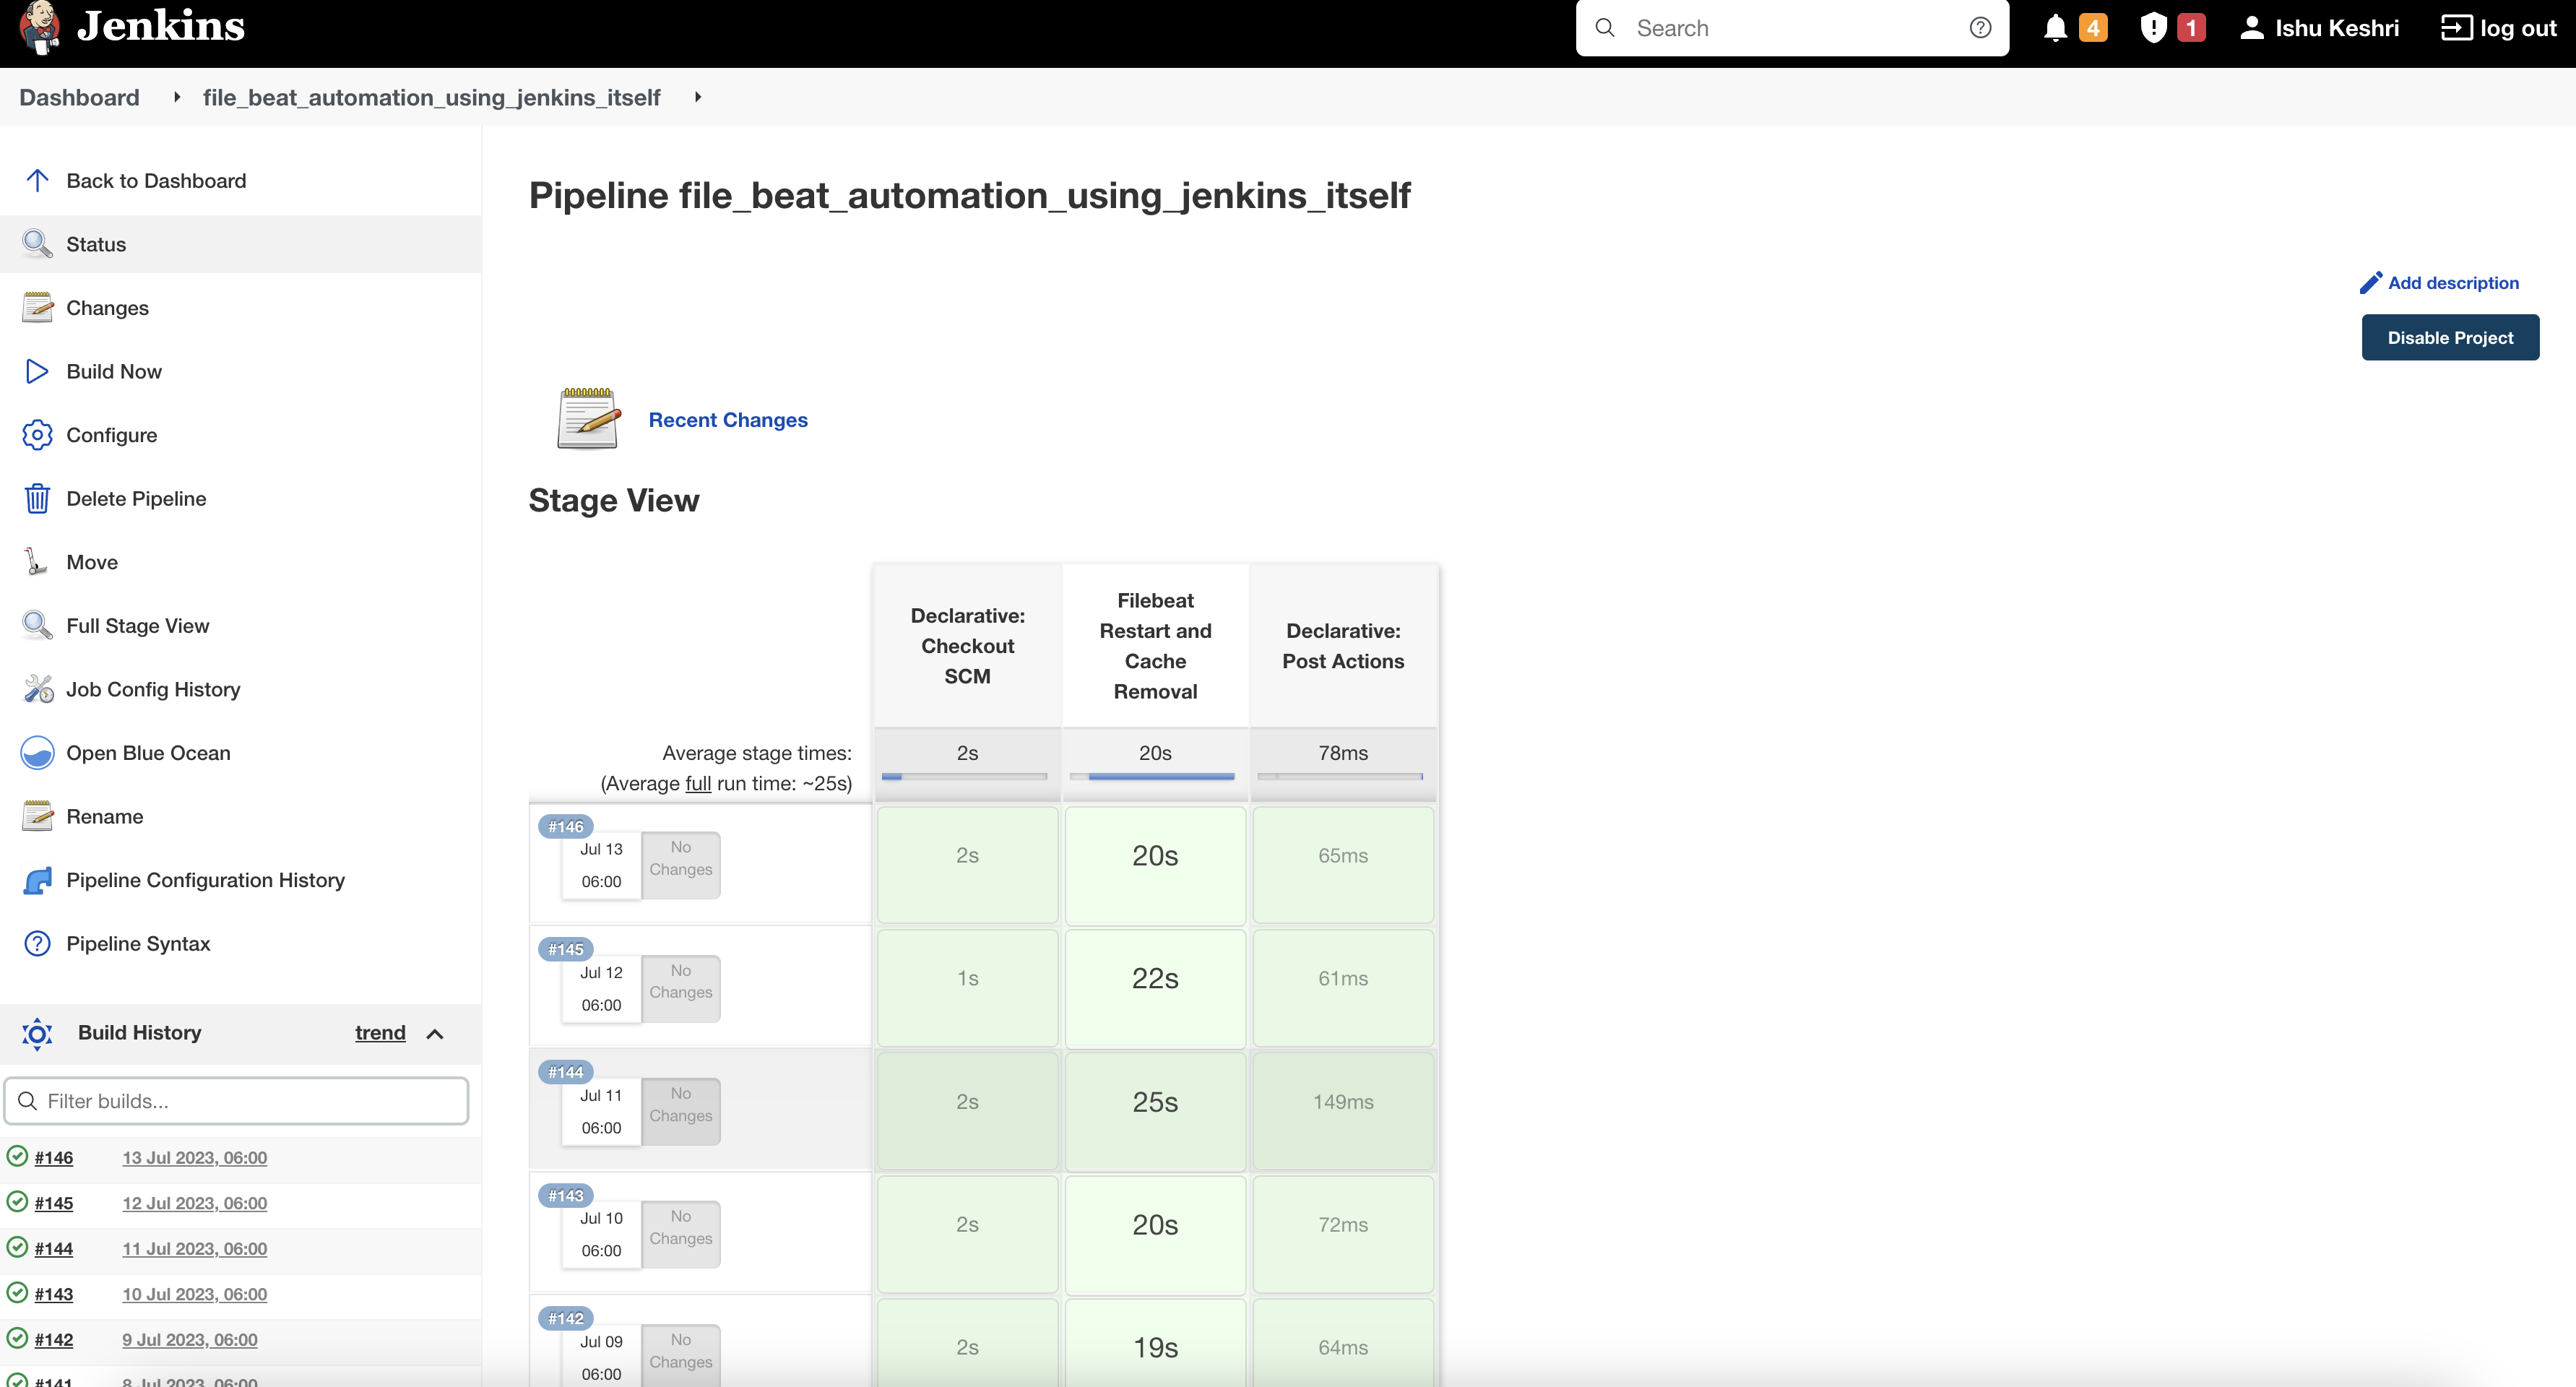 Jenkins
Search
4
1
Ishu Keshri
log out
Dashboard
file_beat_automation_using_jenkins_itself
Back to Dashboard
Status
Changes
Build Now
Configure
Delete Pipeline
Move
Full Stage View
Job Config History
Open Blue Ocean
Rename
Pipeline Configuration History
Pipeline Syntax
Build History
trend
Filter builds...
#146 13 Jul 2023, 06:00
#145 12 Jul 2023, 06:00
#144 11 Jul 2023, 06:00
#143 10 Jul 2023, 06:00
#142 9 Jul 2023, 06:00
#141 8 Jul 2023, 06:00
Pipeline file_beat_automation_using_jenkins_itself
Add description
Disable Project
Recent Changes
Stage View
Declarative:
Checkout
SCM
Filebeat
Restart and
Cache
Removal
Declarative:
Post Actions
Average stage times:
(Average full run time: ~25s)
2s
20s
78ms
#146
Jul 13
06:00
No
Changes
2s
20s
65ms
#145
Jul 12
06:00
No
Changes
1s
22s
61ms
#144
Jul 11
06:00
No
Changes
2s
25s
149ms
#143
Jul 10
06:00
No
Changes
2s
20s
72ms
#142
Jul 09
06:00
No
Changes
2s
19s
64ms